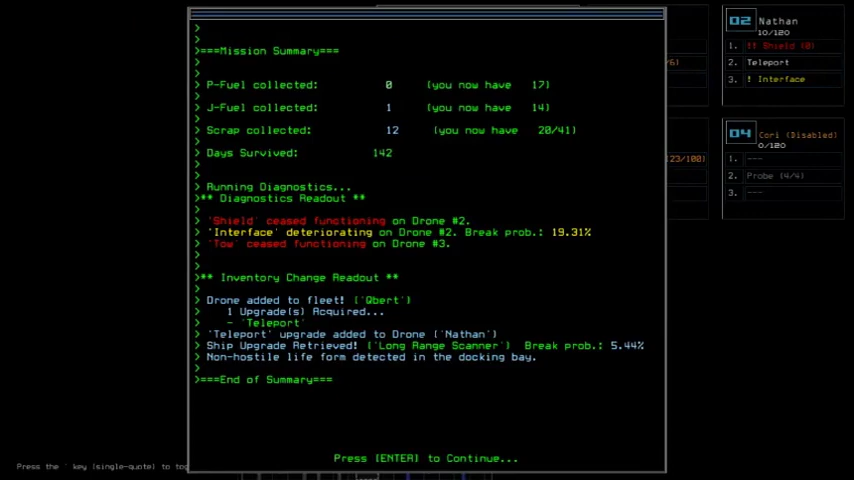 >
>
>===Mission Summary===
>
>
> P-Fuel collected: 0 (you now have 17)
>
> J-Fuel collected: 1 (you now have 14)
>
> Scrap collected: 12 (you now have 20/41)
>
> Days Survived: 142
>
>
> Running Diagnostics...
>** Diagnostics Readout **
>
> 'Shield' ceased functioning on Drone #2.
> 'Interface' deteriorating on Drone #2. Break prob.: 19.31%
> 'Tow' ceased functioning on Drone #3.
>
>
>** Inventory Change Readout **
>
> Drone added to fleet! ('Qbert')
> 1 Upgrade(s) Acquired...
> - 'Teleport'
> 'Teleport' upgrade added to Drone ('Nathan')
> Ship Upgrade Retrieved! ('Long Range Scanner') Break prob.: 5.44%
> Non-hostile life form detected in the docking bay.
>
>===End of Summary===
Press [ENTER] to Continue...
02 Nathan
10/120
1. !! Shield (0)
2. Teleport
3. ! Interface
/6)
04 Cori (Disabled)
0/120
1. ---
2. Probe (4/4)
3. ---
(23/100)
Press the ` key (single-quote) to